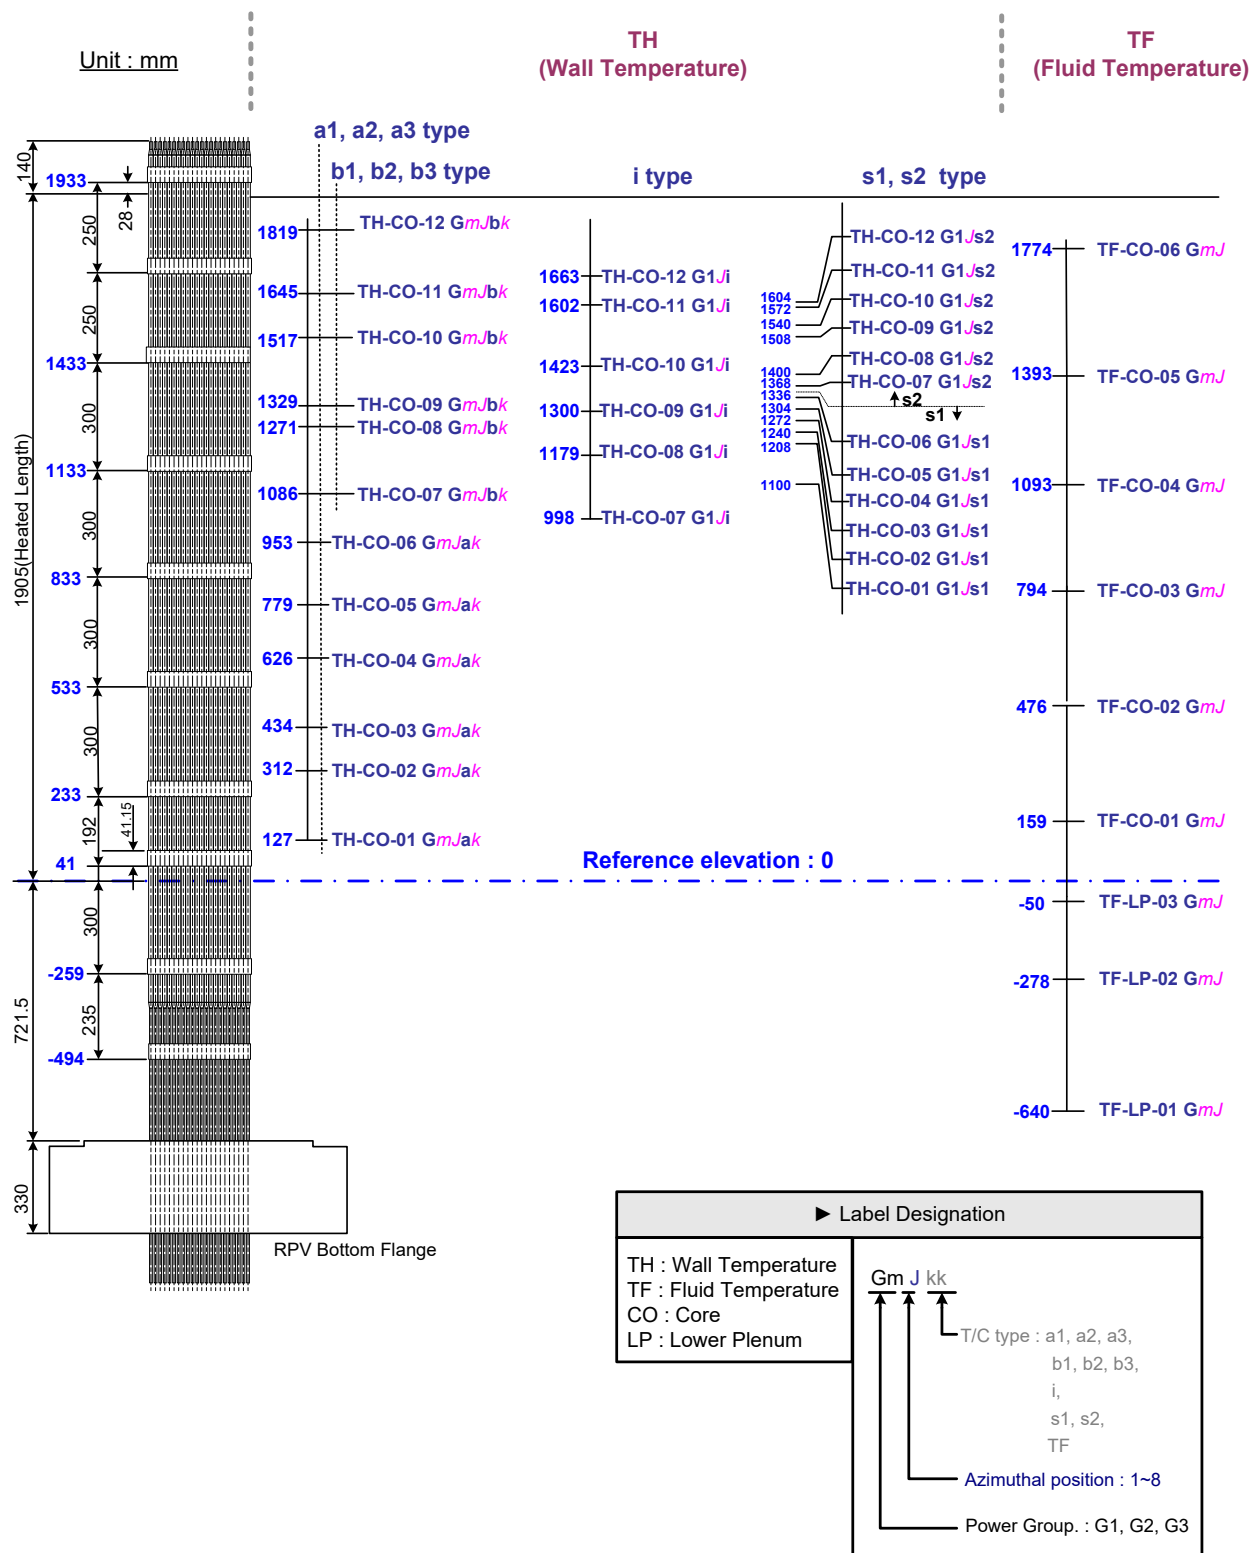 Unit : mm
TH
(Wall Temperature)
TF
(Fluid Temperature)
a1, a2, a3 type
b1, b2, b3 type
i type
s1, s2 type
140
1933
28
250
250
1433
300
1133
300
833
300
533
300
233
192
41.15
41
1905(Heated Length)
300
-259
235
-494
721.5
330
RPV Bottom Flange
1819 TH-CO-12 GmJbk
1645 TH-CO-11 GmJbk
1517 TH-CO-10 GmJbk
1329 TH-CO-09 GmJbk
1271 TH-CO-08 GmJbk
1086 TH-CO-07 GmJbk
953 TH-CO-06 GmJak
779 TH-CO-05 GmJak
626 TH-CO-04 GmJak
434 TH-CO-03 GmJak
312 TH-CO-02 GmJak
127 TH-CO-01 GmJak
1663 TH-CO-12 G1Ji
1602 TH-CO-11 G1Ji
1423 TH-CO-10 G1Ji
1300 TH-CO-09 G1Ji
1179 TH-CO-08 G1Ji
998 TH-CO-07 G1Ji
1604 TH-CO-12 G1Js2
1572 TH-CO-11 G1Js2
1540 TH-CO-10 G1Js2
1508 TH-CO-09 G1Js2
1400 TH-CO-08 G1Js2
1368 TH-CO-07 G1Js2
s2
s1
1336 TH-CO-06 G1Js1
1304 TH-CO-05 G1Js1
1272 TH-CO-04 G1Js1
1240 TH-CO-03 G1Js1
1208 TH-CO-02 G1Js1
1100 TH-CO-01 G1Js1
1774 TF-CO-06 GmJ
1393 TF-CO-05 GmJ
1093 TF-CO-04 GmJ
794 TF-CO-03 GmJ
476 TF-CO-02 GmJ
159 TF-CO-01 GmJ
Reference elevation : 0
-50 TF-LP-03 GmJ
-278 TF-LP-02 GmJ
-640 TF-LP-01 GmJ
► Label Designation
TH : Wall Temperature
TF : Fluid Temperature
CO : Core
LP : Lower Plenum
Gm J kk
T/C type : a1, a2, a3,
b1, b2, b3,
i,
s1, s2,
TF
Azimuthal position : 1~8
Power Group. : G1, G2, G3